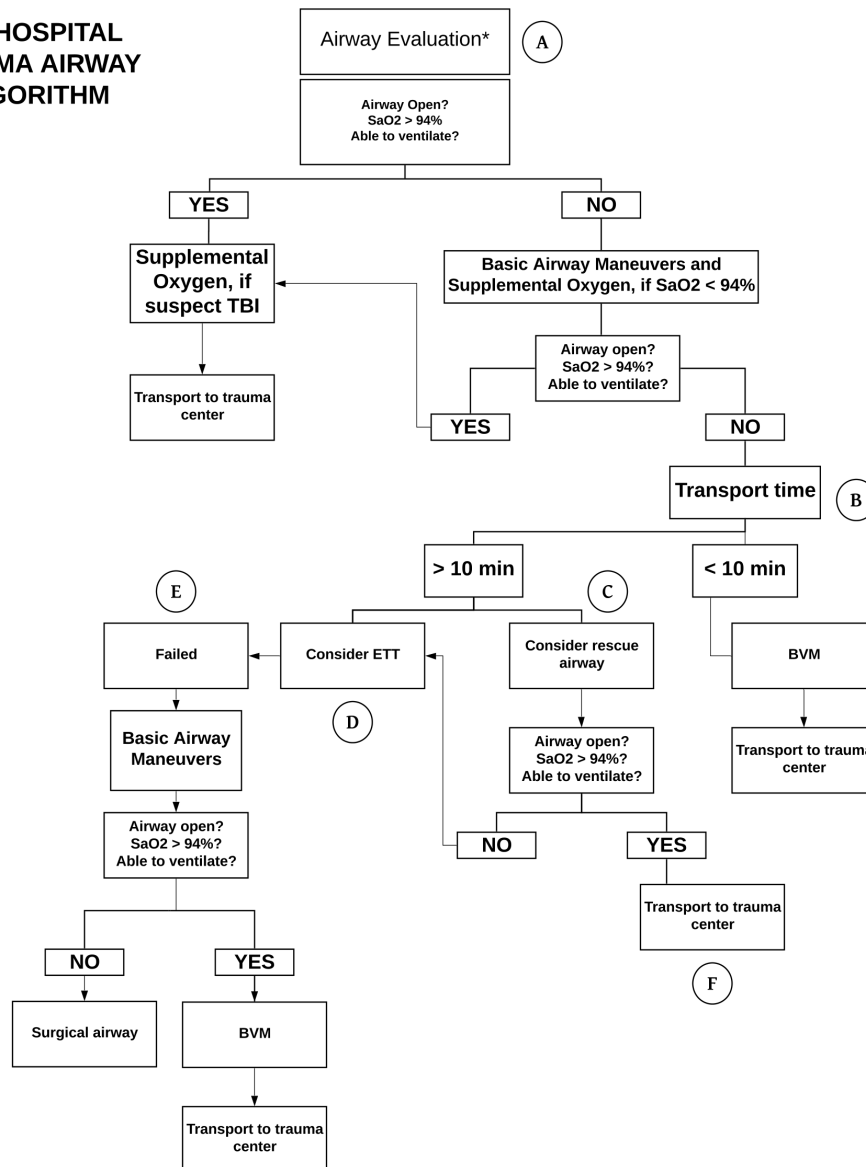 HOSPITAL
MA AIRWAY
GORITHM
Airway Evaluation*
A
Airway Open?
SaO2 > 94%
Able to ventilate?
YES
NO
Supplemental
Oxygen, if
suspect TBI
Basic Airway Maneuvers and
Supplemental Oxygen, if SaO2 < 94%
Airway open?
SaO2 > 94%?
Able to ventilate?
Transport to trauma
center
YES
NO
Transport time
B
> 10 min
< 10 min
E
C
Failed
Consider ETT
Consider rescue
airway
BVM
D
Basic Airway
Maneuvers
Airway open?
SaO2 > 94%?
Able to ventilate?
Transport to trauma
center
Airway open?
SaO2 > 94%?
Able to ventilate?
NO
YES
Transport to trauma
center
F
NO
YES
Surgical airway
BVM
Transport to trauma
center